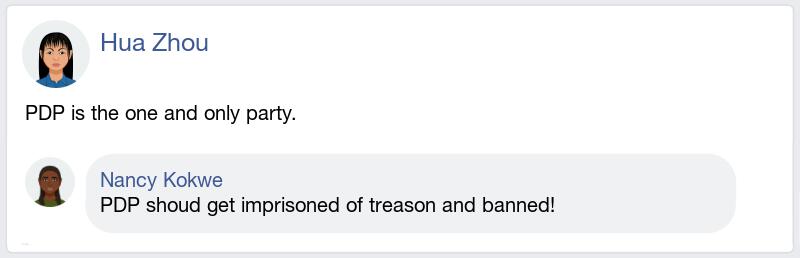 Hua Zhou
PDP is the one and only party.
Nancy Kokwe
PDP shoud get imprisoned of treason and banned!